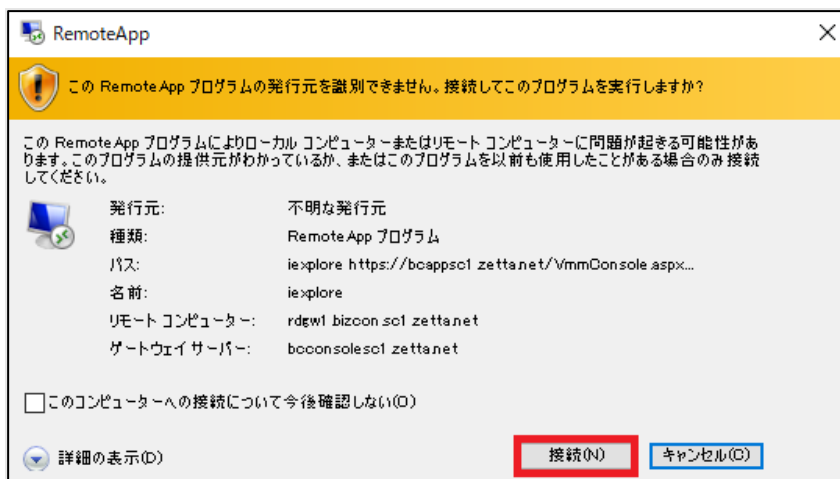 RemoteApp
この RemoteApp プログラムの発行元を識別できません。接続してこのプログラムを実行しますか?
この RemoteApp プログラムによりローカル コンピューターまたはリモート コンピューターに問題が起きる可能性があ
ります。このプログラムの提供元がわかっているか、またはこのプログラムを以前も使用したことがある場合のみ接続
してください。
発行元: 不明な発行元
種類: RemoteApp プログラム
パス: iexplore https://bcappsc1.zetta.net/VmmConsole.aspx...
名前: iexplore
リモート コンピューター: rdgw1.bizcon.sc1.zetta.net
ゲートウェイ サーバー: bcconsolesc1.zetta.net
このコンピューターへの接続について今後確認しない(O)
詳細の表示(D) 接続(N) キャンセル(C)